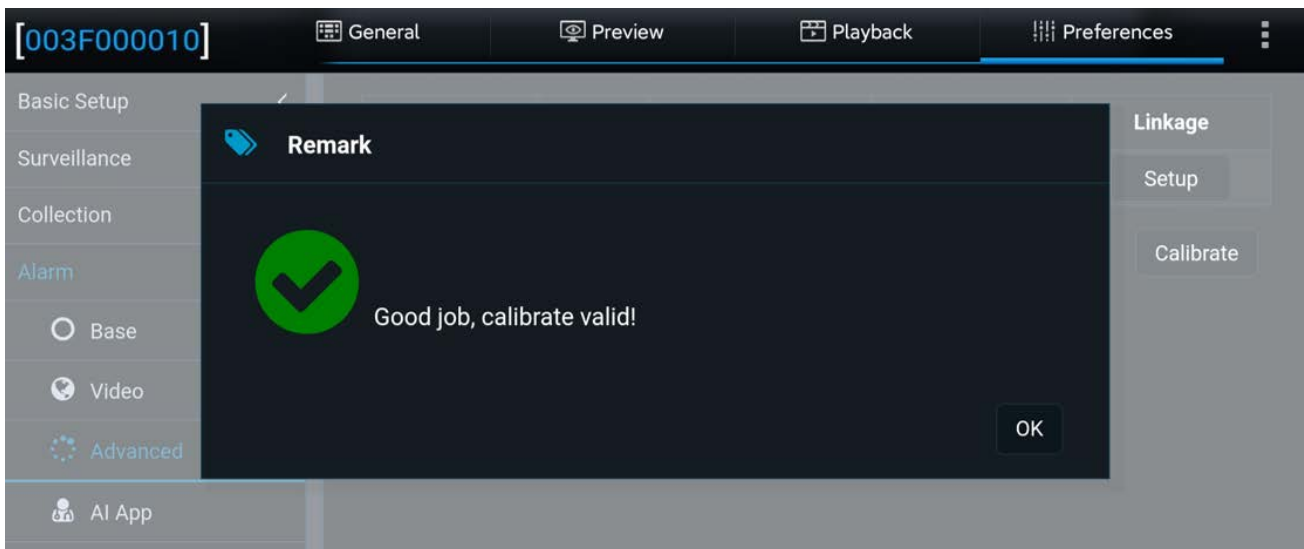 [003F000010]
General
Preview
Playback
Preferences
Basic Setup
Surveillance
Collection
Alarm
Base
Video
Advanced
AI App
Remark
Good job, calibrate valid!
OK
Linkage
Setup
Calibrate